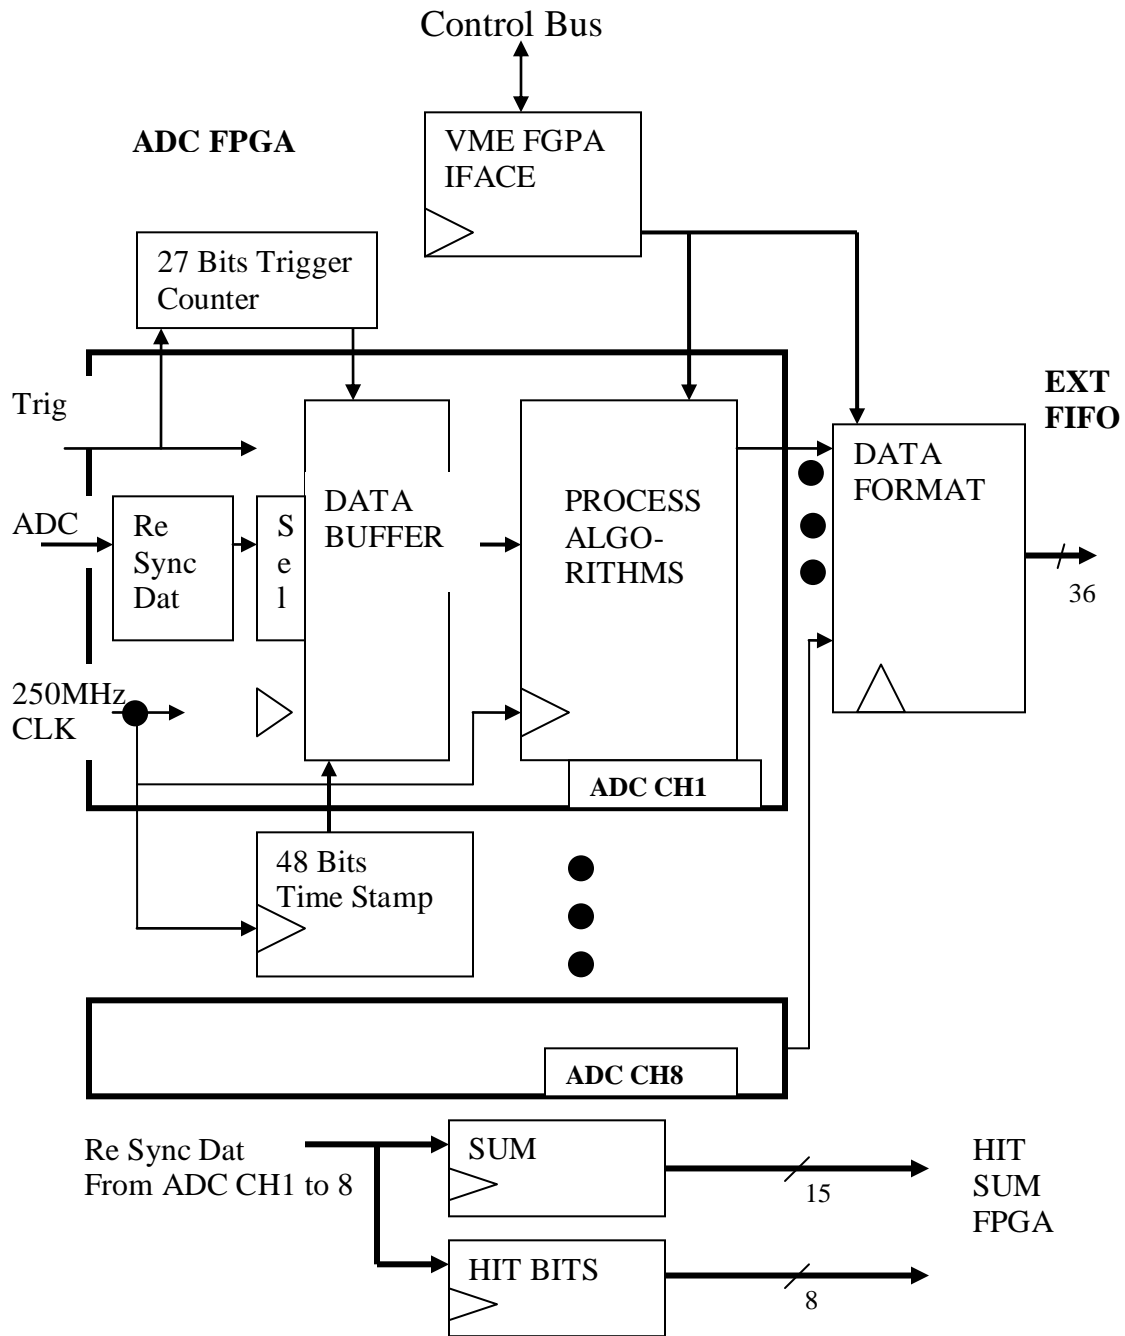 Control Bus
ADC FPGA
VME FGPA
IFACE
27 Bits Trigger
Counter
Trig
EXT
FIFO
ADC
Re
Sync
Dat
S
e
l
DATA
BUFFER
PROCESS
ALGO-
RITHMS
DATA
FORMAT
36
250MHz
CLK
ADC CH1
48 Bits
Time Stamp
ADC CH8
Re Sync Dat
From ADC CH1 to 8
SUM
15
HIT
SUM
FPGA
HIT BITS
8